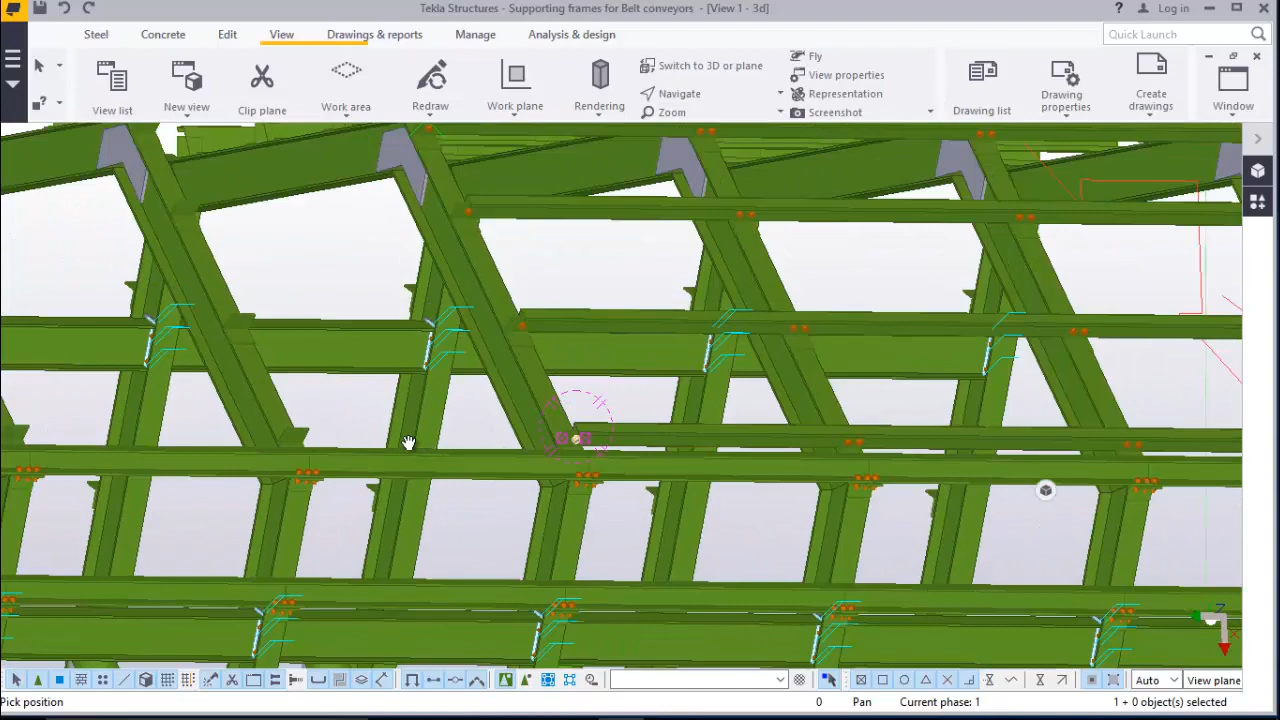 Tekla Structures - Supporting frames for Belt conveyors - [View 1 - 3d]
? Log in
Steel Concrete Edit View Drawings & reports Manage Analysis & design
Quick Launch
View list
New view
Clip plane
Work area
Redraw
Work plane
Rendering
Switch to 3D or plane
Navigate
Zoom
Fly
View properties
Representation
Screenshot
Drawing list
Drawing properties
Create drawings
Window
Z
Auto
View plane
Pick position
0
Pan
Current phase: 1
1 + 0 object(s) selected